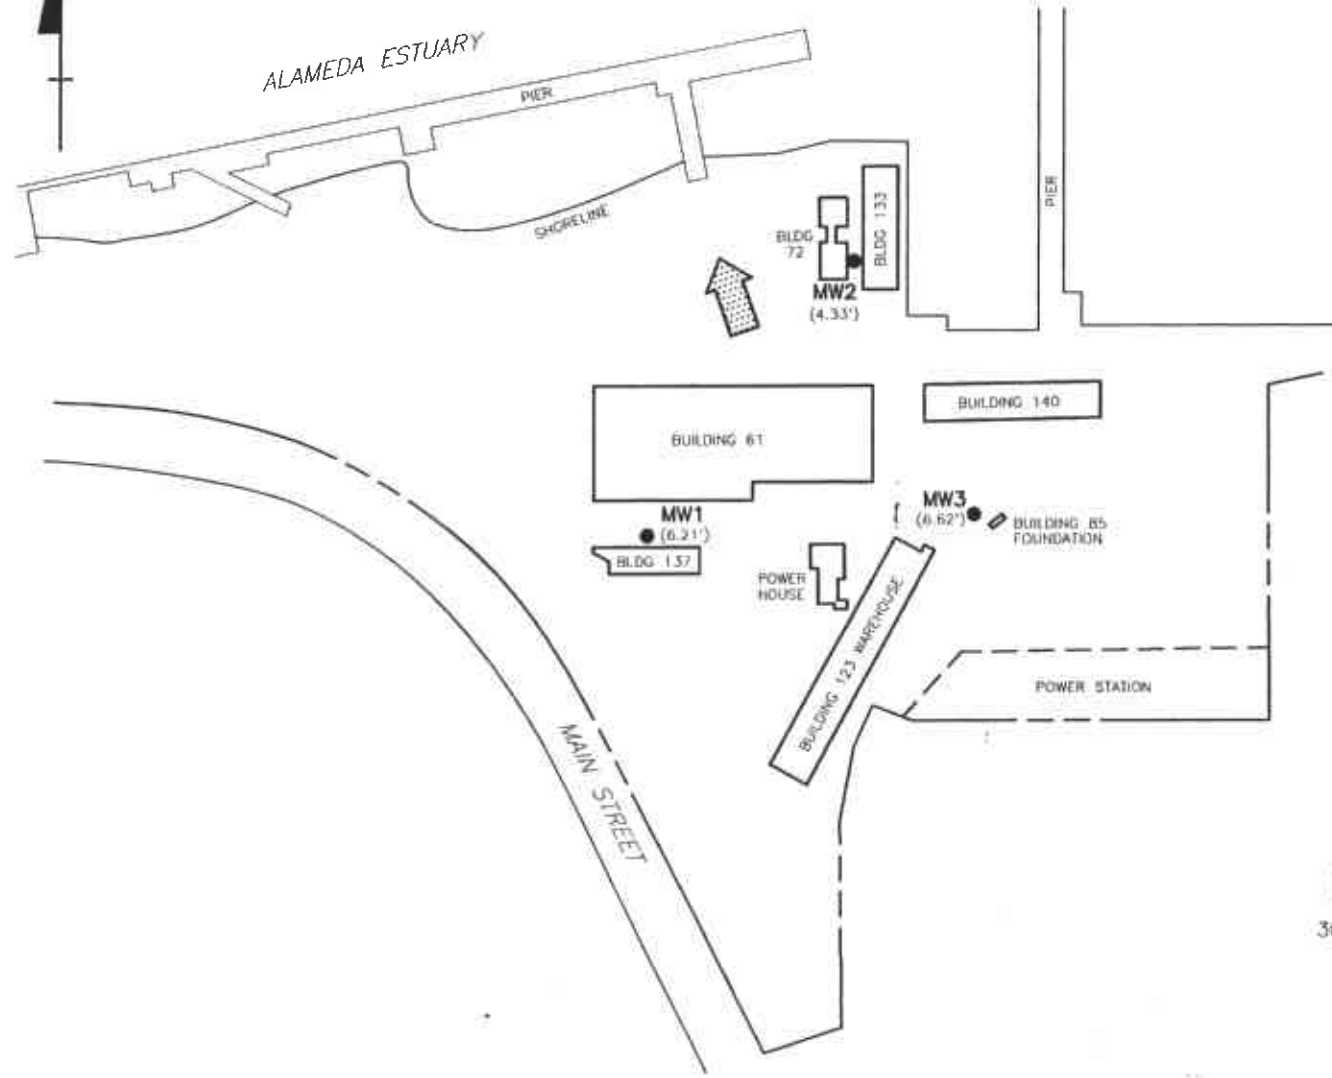 ALAMEDA ESTUARY
PIER
SHORELINE
PIER
BLDG 133
BLDG
72
MW2
(4.33')
BUILDING 61
BUILDING 140
MW1
(6.21')
BLDG 137
MW3
(6.62')
BUILDING 85
FOUNDATION
POWER
HOUSE
BUILDING 123 WAREHOUSE
POWER STATION
MAIN STREET